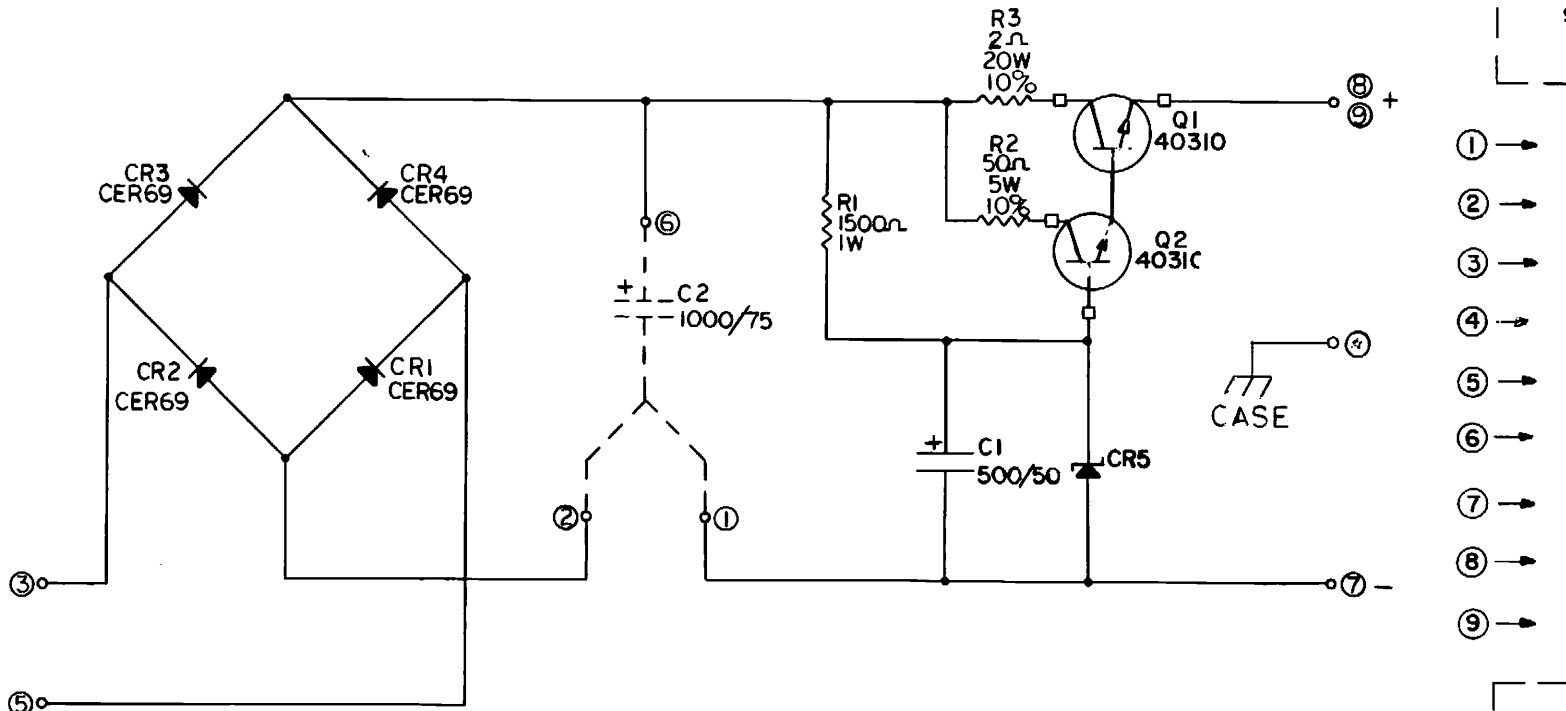 R3
2Ω
20W
10%
⑧
⑨ +
Q1
40310
CR3
CER69
CR4
CER69
R2
50Ω
5W
10%
R1
1500Ω
1W
⑥
Q2
4031C
+
C2
1000/75
CR2
CER69
CR1
CER69
CASE
+
C1
500/50
CR5
②
①
③
⑦ −
⑤
①
②
③
④
⑤
⑥
⑦
⑧
⑨